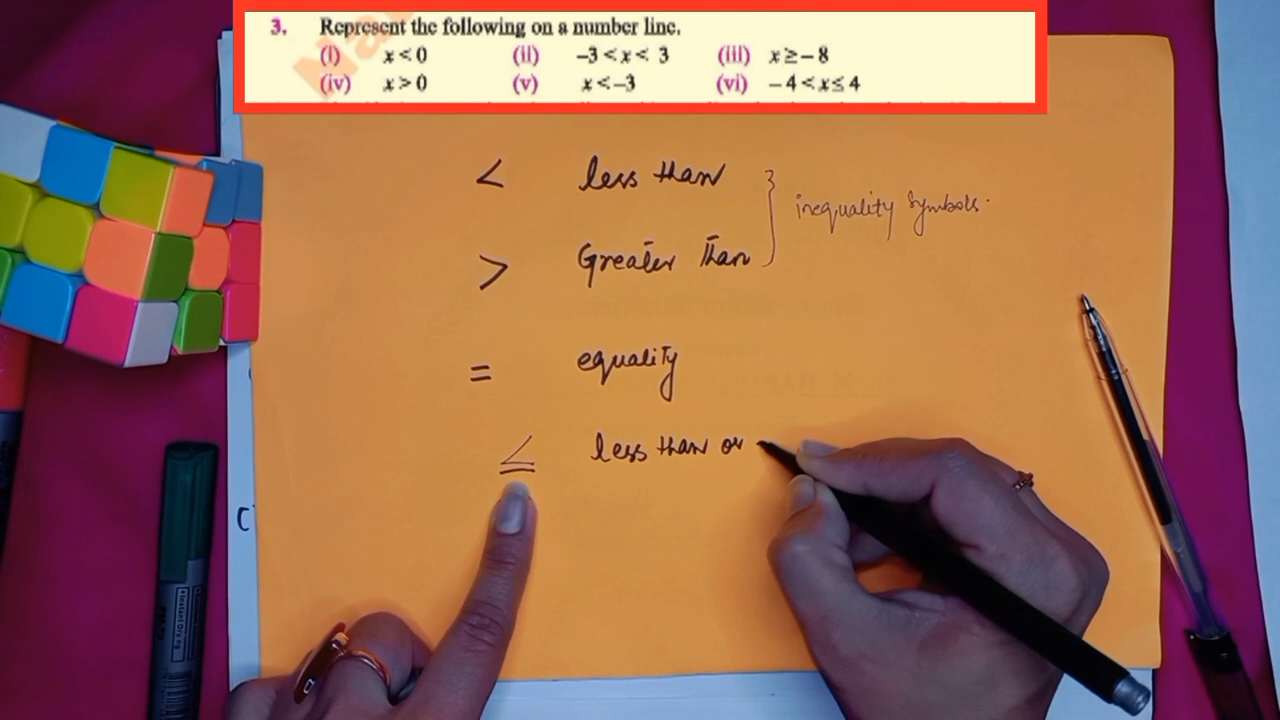 3. Represent the following on a number line.
(i) x < 0 (ii) -3 < x < 3 (iii) x ≥ -8
(iv) x > 0 (v) x < -3 (vi) -4 < x ≤ 4
< less than
> Greater than } inequality symbols.
= equality
≤ less than or